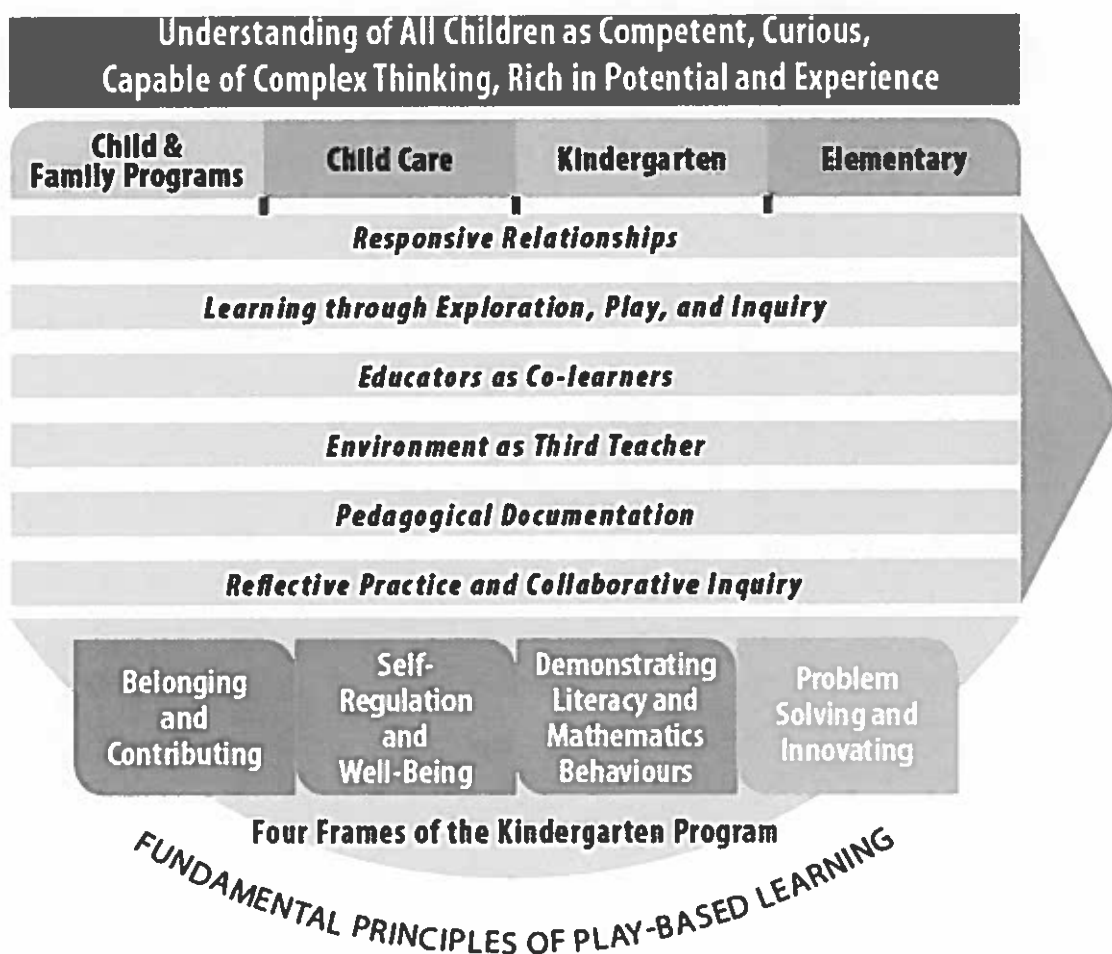 Understanding of All Children as Competent, Curious,
Capable of Complex Thinking, Rich in Potential and Experience
Child &
Family Programs
Child Care
Kindergarten
Elementary
Responsive Relationships
Learning through Exploration, Play, and Inquiry
Educators as Co-learners
Environment as Third Teacher
Pedagogical Documentation
Reflective Practice and Collaborative Inquiry
Belonging
and
Contributing
Self-
Regulation
and
Well-Being
Demonstrating
Literacy and
Mathematics
Behaviours
Problem
Solving and
Innovating
Four Frames of the Kindergarten Program
FUNDAMENTAL PRINCIPLES OF PLAY-BASED LEARNING